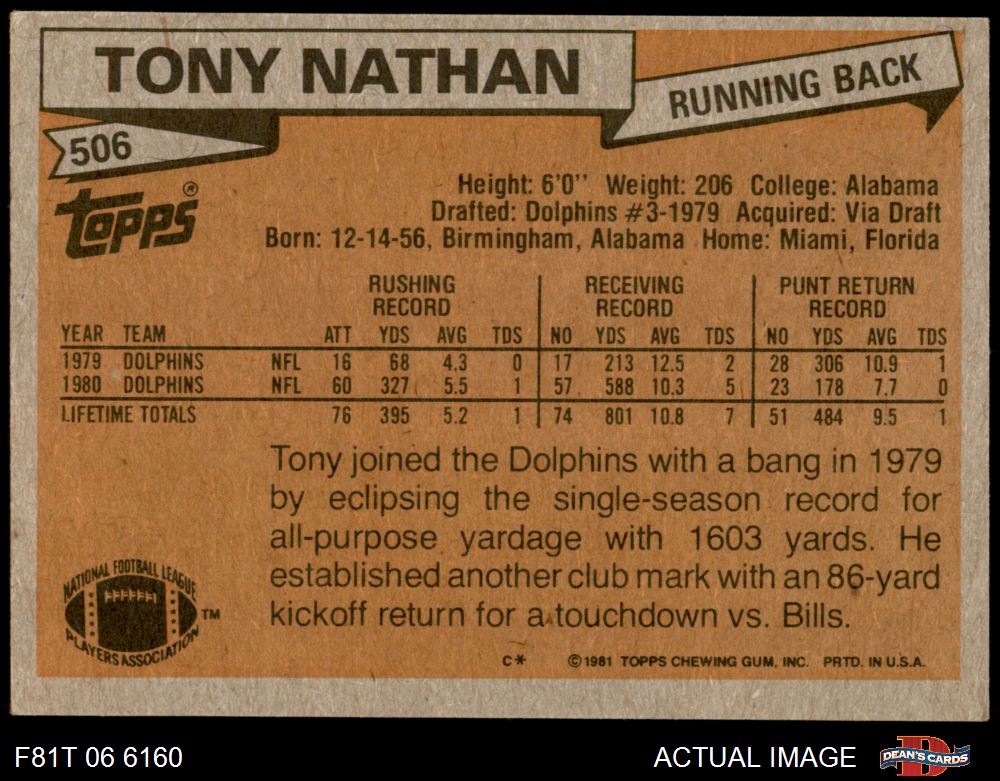 TONY NATHAN
RUNNING BACK
506
TOPPS®
Height: 6'0'' Weight: 206 College: Alabama
Drafted: Dolphins #3-1979 Acquired: Via Draft
Born: 12-14-56, Birmingham, Alabama Home: Miami, Florida
RUSHING RECORD RECEIVING RECORD PUNT RETURN RECORD
YEAR TEAM ATT YDS AVG TDS NO YDS AVG TDS NO YDS AVG TDS
1979 DOLPHINS NFL 16 68 4.3 0 17 213 12.5 2 28 306 10.9 1
1980 DOLPHINS NFL 60 327 5.5 1 57 588 10.3 5 23 178 7.7 0
LIFETIME TOTALS 76 395 5.2 1 74 801 10.8 7 51 484 9.5 1
Tony joined the Dolphins with a bang in 1979
by eclipsing the single-season record for
all-purpose yardage with 1603 yards. He
established another club mark with an 86-yard
kickoff return for a touchdown vs. Bills.
NATIONAL FOOTBALL LEAGUE
PLAYERS ASSOCIATION
TM
C* ©1981 TOPPS CHEWING GUM, INC. PRTD. IN U.S.A.
F81T 06 6160
ACTUAL IMAGE
DEAN'S CARDS